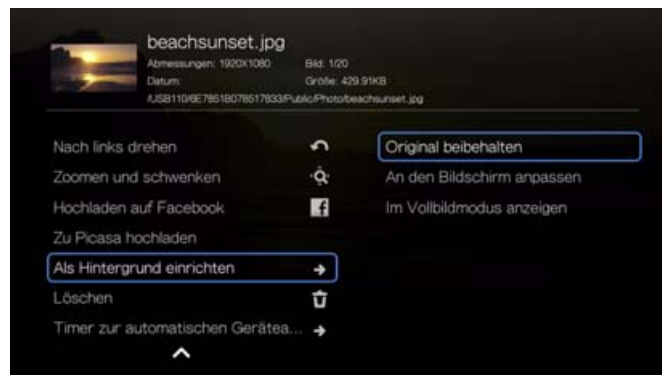 beachsunset.jpg
Abmessungen: 1920X1080 Bild: 1/20
Datum: Größe: 429.91KB
/USB110/6E7851B078517833/Public/Photo/beachsunset.jpg
Nach links drehen
Zoomen und schwenken
Hochladen auf Facebook
Zu Picasa hochladen
Als Hintergrund einrichten
Löschen
Timer zur automatischen Gerätea...
Original beibehalten
An den Bildschirm anpassen
Im Vollbildmodus anzeigen